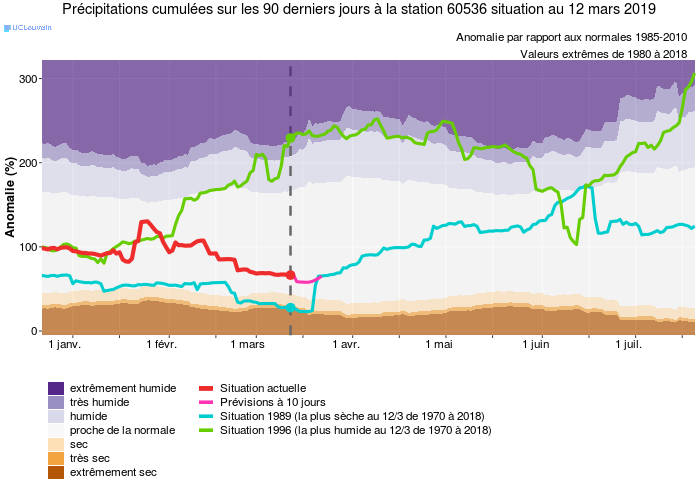 Précipitations cumulées sur les 90 derniers jours à la station 60536 situation au 12 mars 2019
UCLouvain
Anomalie par rapport aux normales 1985-2010
Valeurs extrêmes de 1980 à 2018
Anomalie (%)
300
200
100
0
1 janv.
1 févr.
1 mars
1 avr.
1 mai
1 juin
1 juil.
extrêmement humide
très humide
humide
proche de la normale
sec
très sec
extrêmement sec
Situation actuelle
Prévisions à 10 jours
Situation 1989 (la plus sèche au 12/3 de 1970 à 2018)
Situation 1996 (la plus humide au 12/3 de 1970 à 2018)